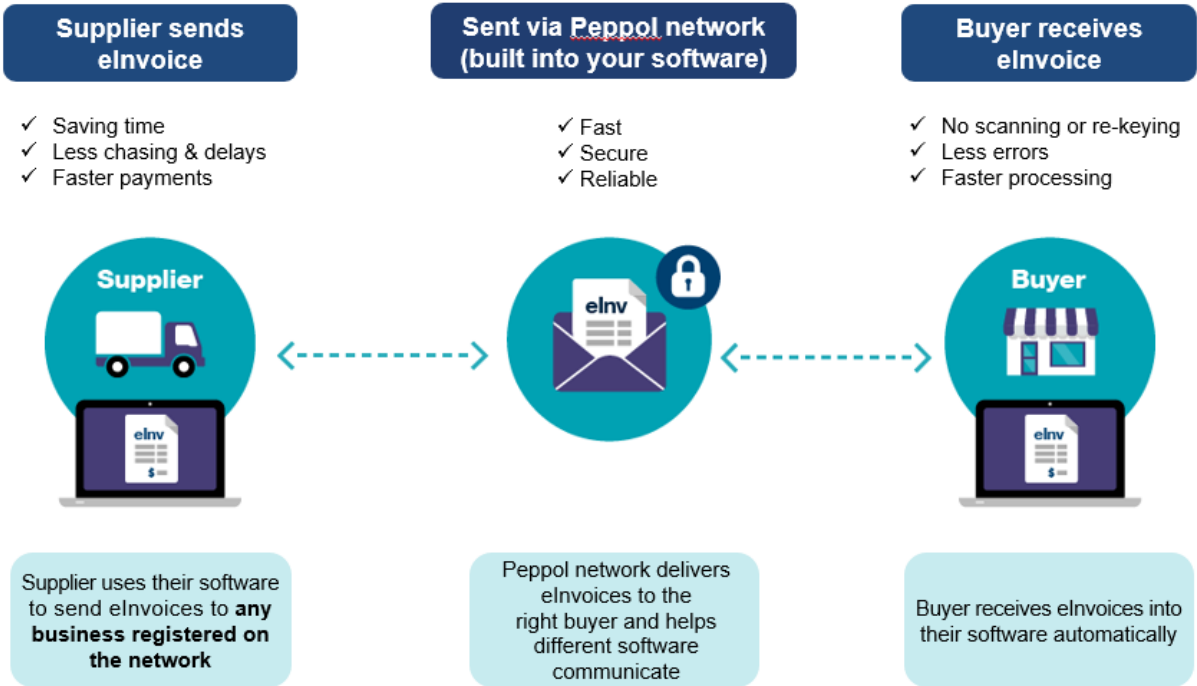 Supplier sends
eInvoice
Sent via Peppol network
(built into your software)
Buyer receives
eInvoice
✓ Saving time
✓ Less chasing & delays
✓ Faster payments
✓ Fast
✓ Secure
✓ Reliable
✓ No scanning or re-keying
✓ Less errors
✓ Faster processing
Supplier
eInv
$
eInv
Buyer
eInv
$
Supplier uses their software
to send eInvoices to any
business registered on
the network
Peppol network delivers
eInvoices to the
right buyer and helps
different software
communicate
Buyer receives eInvoices into
their software automatically